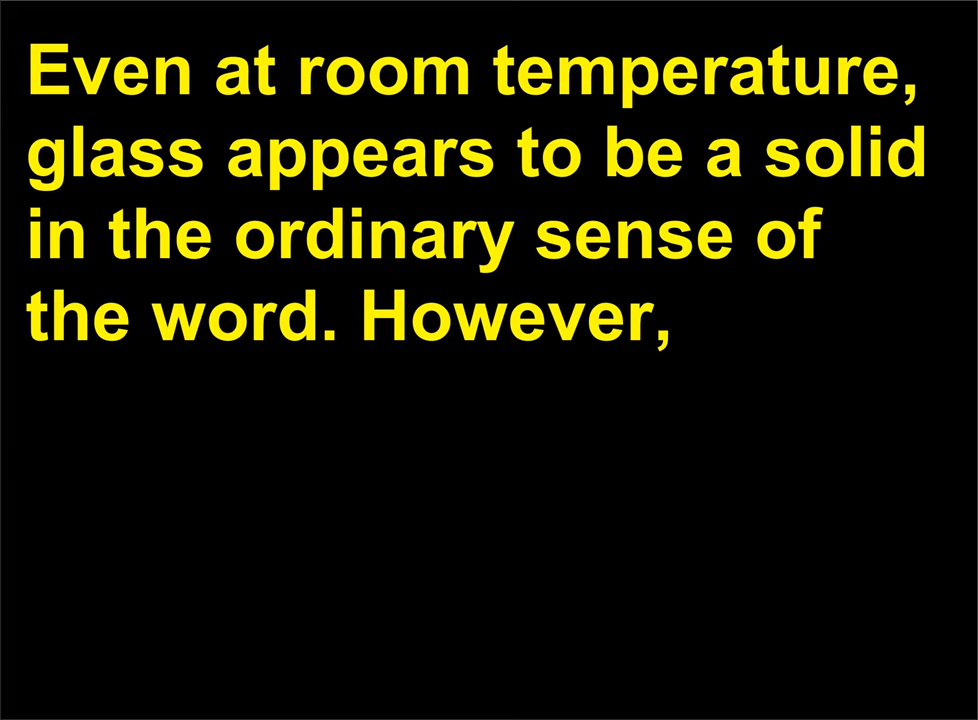 Even at room temperature,
glass appears to be a solid
in the ordinary sense of
the word. However,